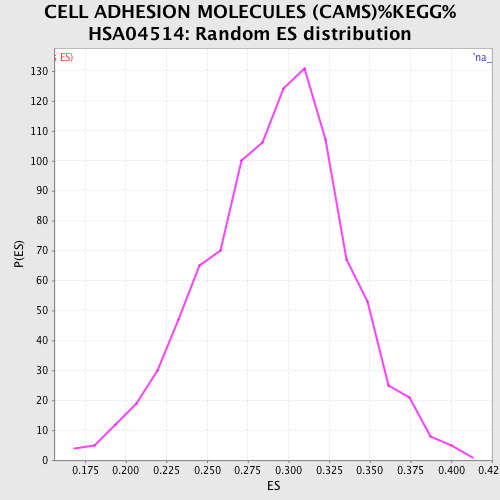 CELL ADHESION MOLECULES (CAMS)%KEGG%
HSA04514: Random ES distribution
ES)
'na_
130
120
110
100
90
80
70
60
50
40
30
20
10
0
P(ES)
0.175 0.200 0.225 0.250 0.275 0.300 0.325 0.350 0.375 0.400 0.42
ES